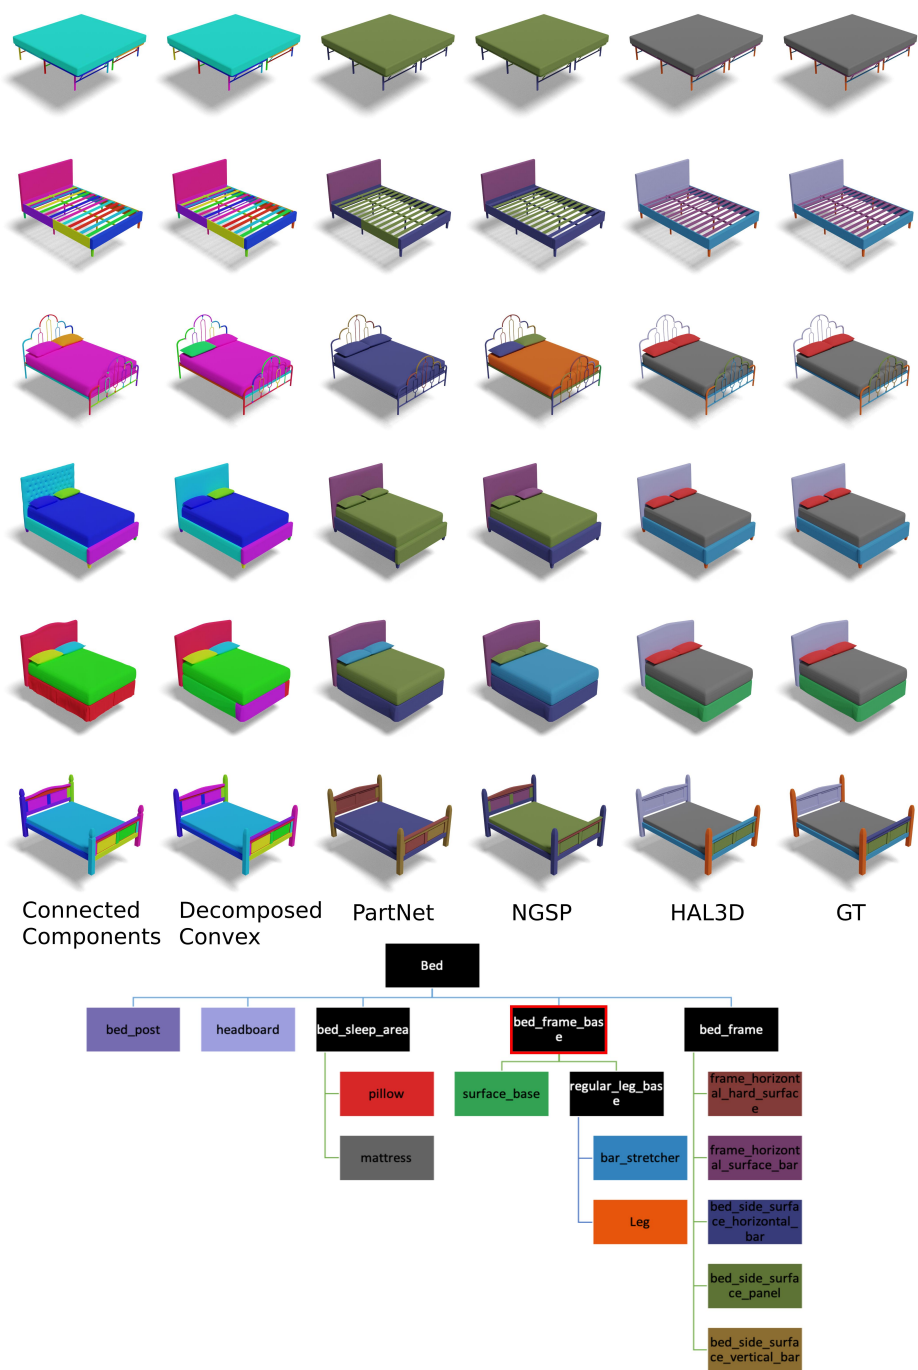 Connected
Components
Decomposed
Convex
PartNet
NGSP
HAL3D
GT
Bed
bed_post
headboard
bed_sleep_area
bed_frame_bas
e
bed_frame
pillow
mattress
surface_base
regular_leg_bas
e
bar_stretcher
Leg
frame_horizont
al_hard_surfac
e
frame_horizont
al_surface_bar
bed_side_surfa
ce_horizontal_
bar
bed_side_surfa
ce_panel
bed_side_surfa
ce_vertical_bar